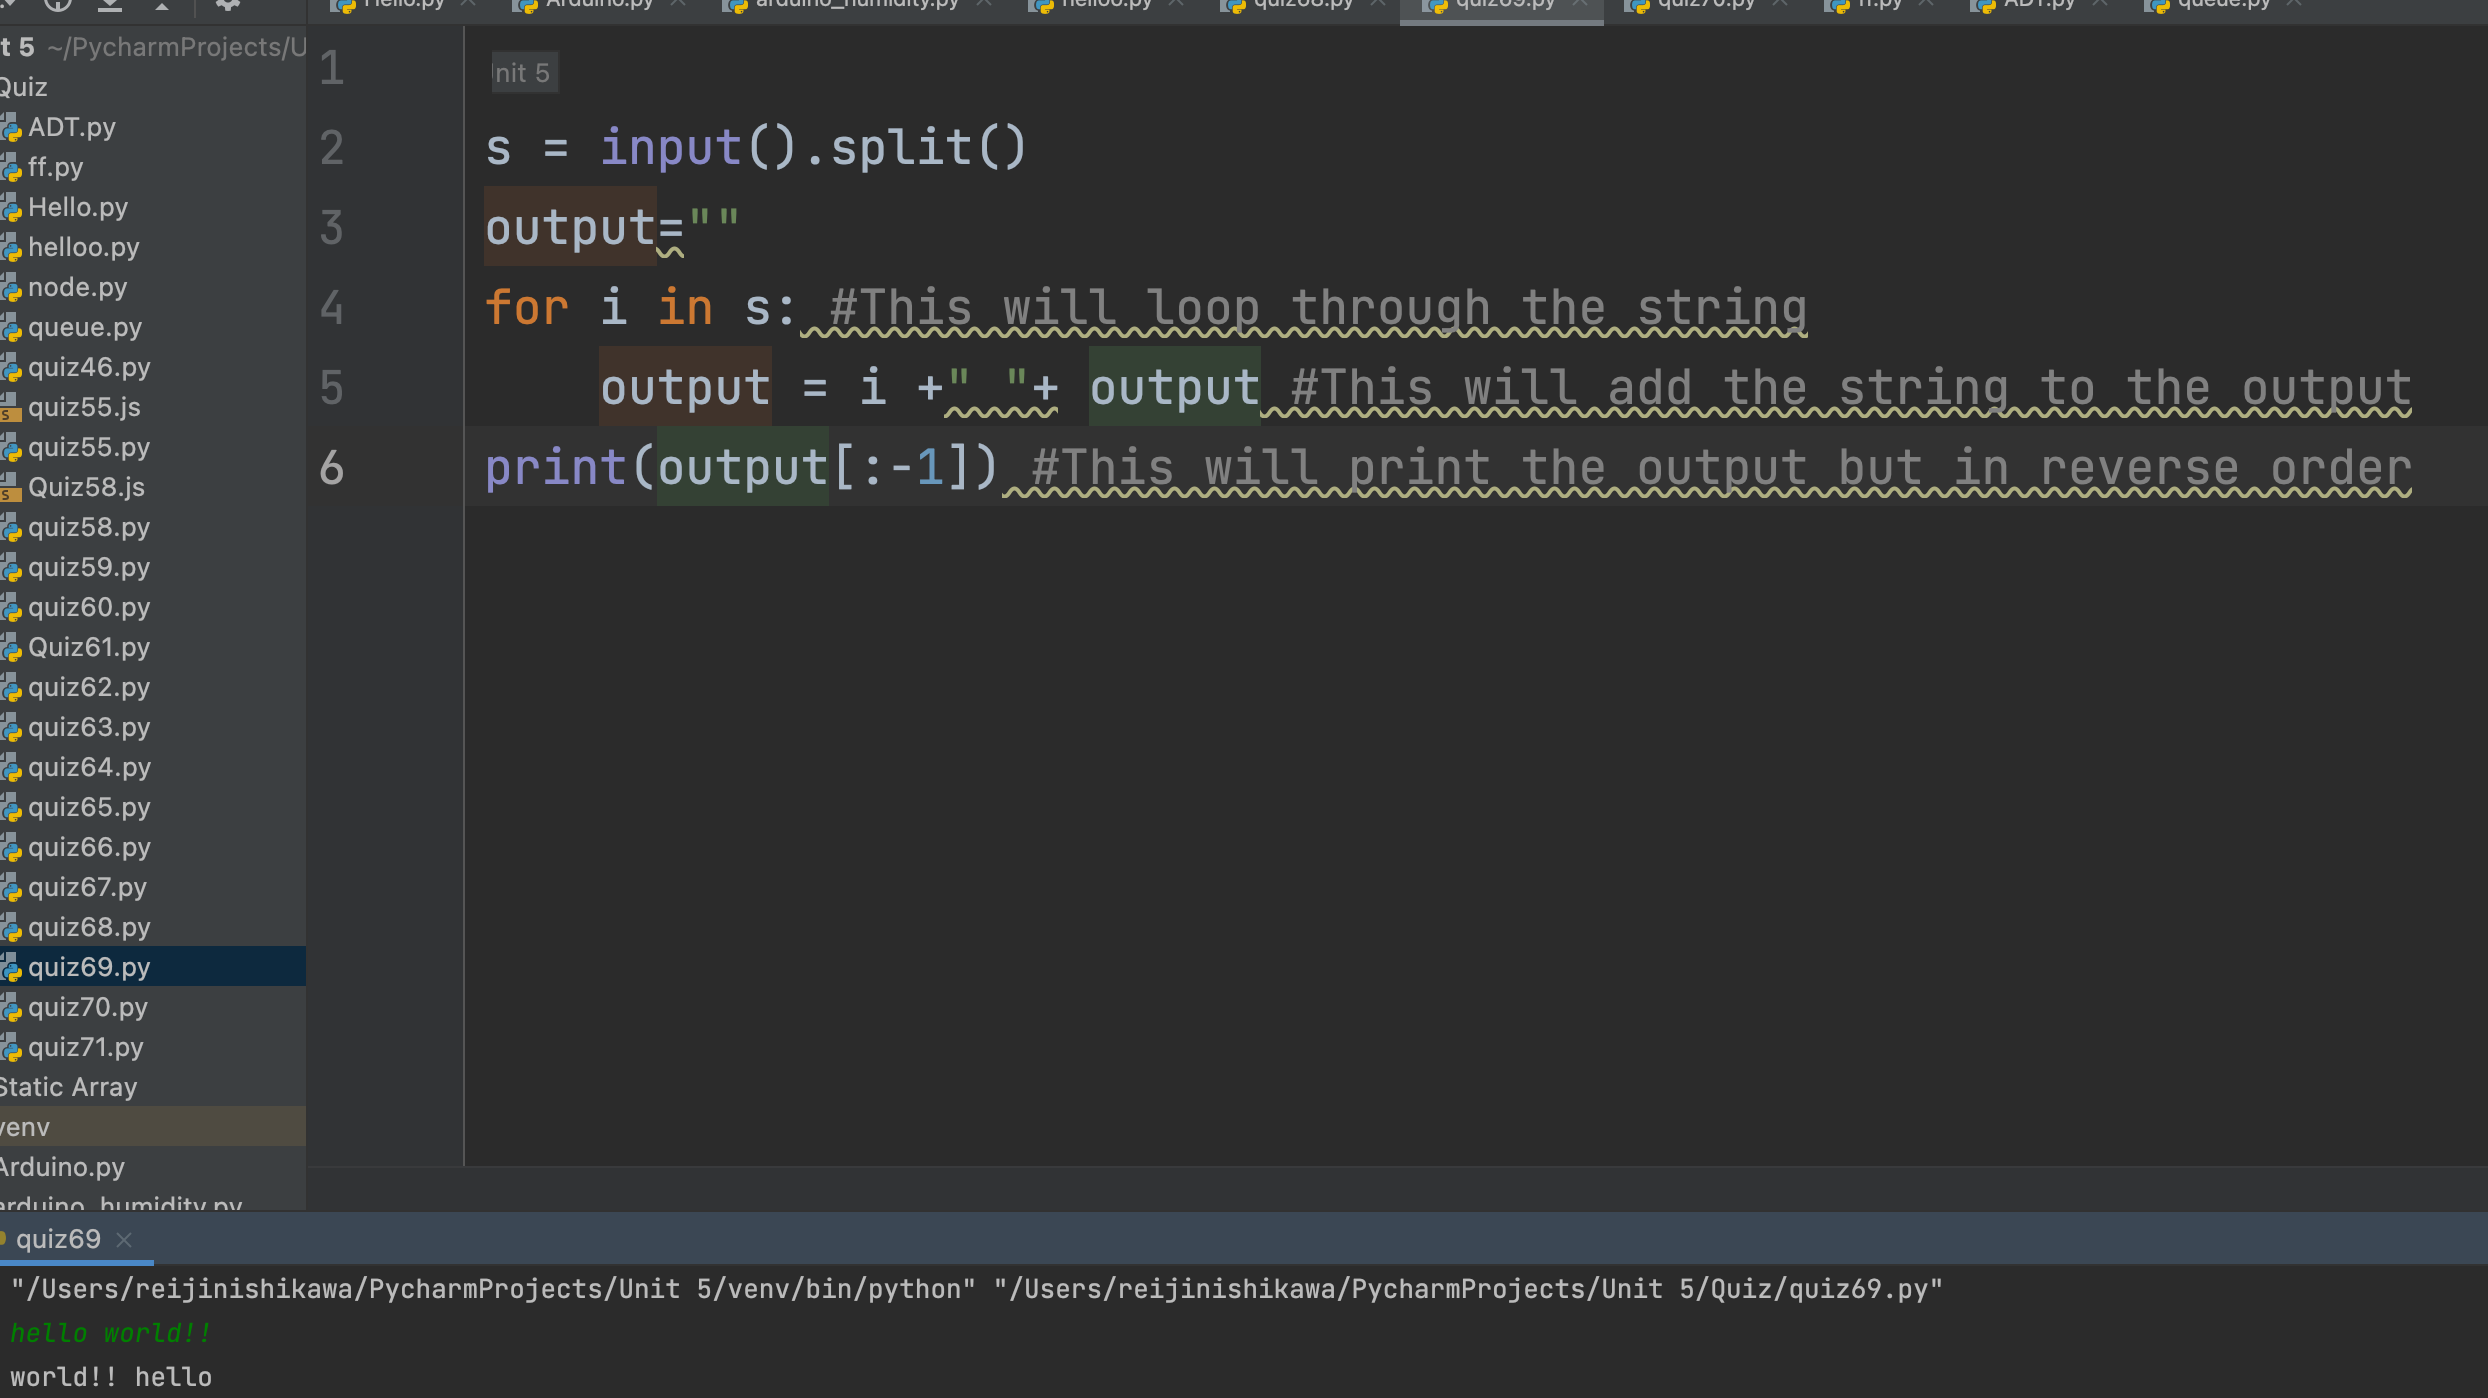 Hello.py
Arduino.py
arduino_humidity.py
helloo.py
quiz68.py
quiz69.py
quiz70.py
ff.py
ADT.py
queue.py
t 5 ~/PycharmProjects/U
Quiz
ADT.py
ff.py
Hello.py
helloo.py
node.py
queue.py
quiz46.py
quiz55.js
quiz55.py
Quiz58.js
quiz58.py
quiz59.py
quiz60.py
Quiz61.py
quiz62.py
quiz63.py
quiz64.py
quiz65.py
quiz66.py
quiz67.py
quiz68.py
quiz69.py
quiz70.py
quiz71.py
Static Array
venv
Arduino.py
arduino_humidity.py
1
nit 5
2 s = input().split()
3 output=""
4 for i in s: #This will loop through the string
5 output = i +" "+ output #This will add the string to the output
6 print(output[:-1]) #This will print the output but in reverse order
quiz69
"/Users/reijinishikawa/PycharmProjects/Unit 5/venv/bin/python" "/Users/reijinishikawa/PycharmProjects/Unit 5/Quiz/quiz69.py"
hello world!!
world!! hello